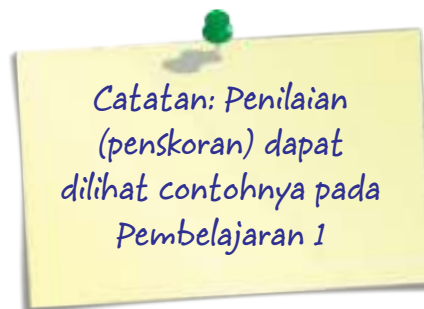 Catatan: Penilaian
(penskoran) dapat
dilihat contohnya pada
Pembelajaran 1